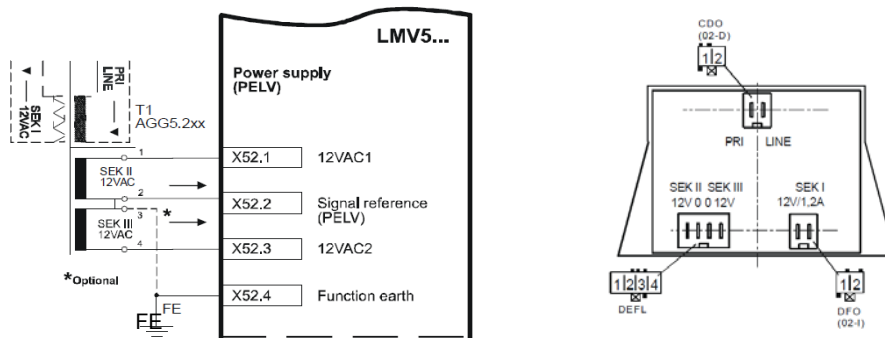 LMV5...
Power supply
(PELV)
PRI
LINE
SEK I
12VAC
T1
AGG5.2xx
1
X52.1
12VAC1
SEK II
12VAC
2
X52.2
Signal reference
(PELV)
3
*
SEK III
12VAC
4
X52.3
12VAC2
*Optional
FE
X52.4
Function earth
FE
CDO
(02-D)
1 2
PRI
LINE
SEK II SEK III
12V 0 0 12V
SEK I
12V/1,2A
1 2 3 4
DEFL
1 2
DFO
(02-I)